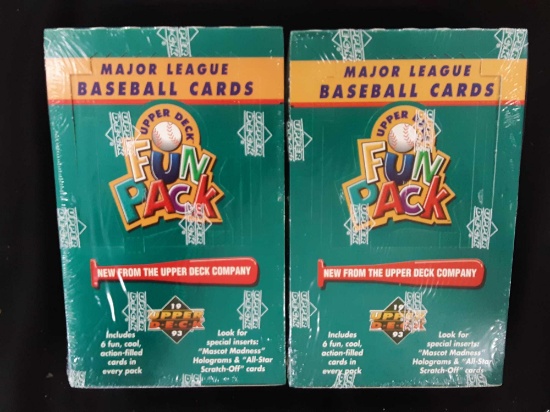 MAJOR LEAGUE
BASEBALL CARDS
UPPER DECK
FUN
PACK
NEW FROM THE UPPER DECK COMPANY
19
UPPER
DECK
93
Includes
6 fun, cool,
action-filled
cards in
every pack
Look for
special inserts:
"Mascot Madness"
Holograms & "All-Star
Scratch-Off" cards
MAJOR LEAGUE
BASEBALL CARDS
UPPER DECK
FUN
PACK
NEW FROM THE UPPER DECK COMPANY
19
UPPER
DECK
93
Includes
6 fun, cool,
action-filled
cards in
every pack
Look for
special inserts:
"Mascot Madness"
Holograms & "All-Star
Scratch-Off" cards